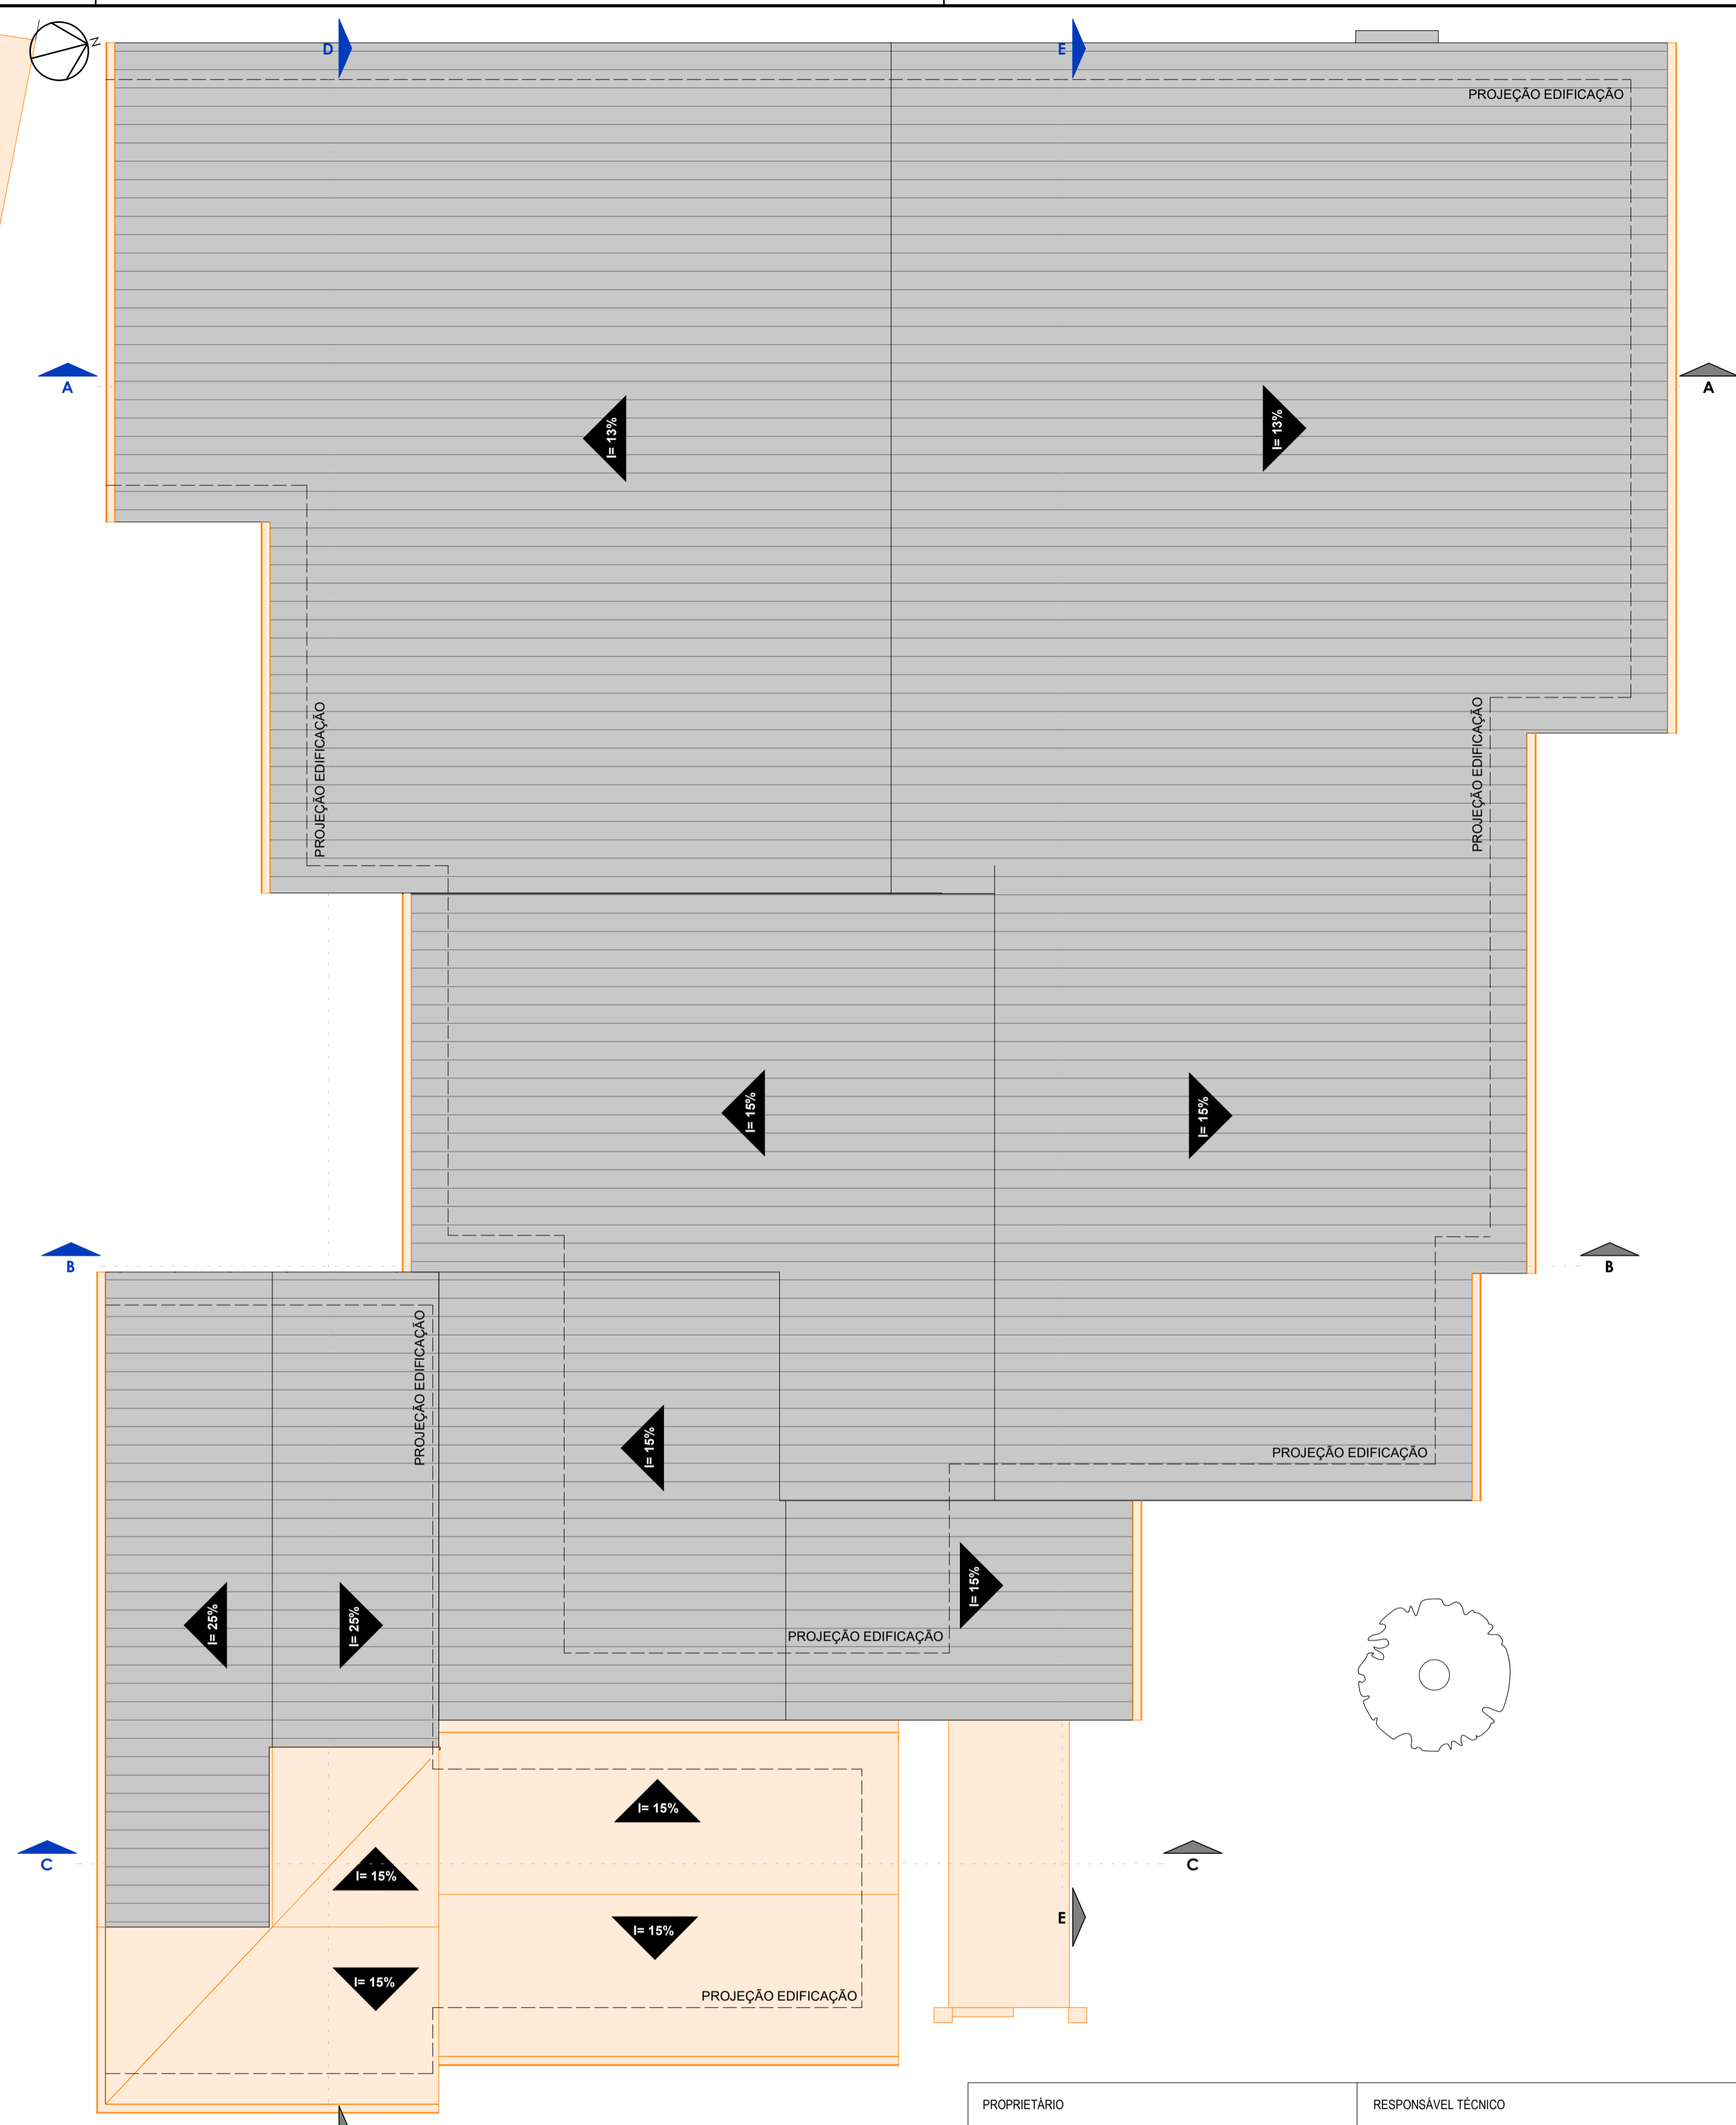 D
E
N
PROJEÇÃO EDIFICAÇÃO
A
A
I= 13%
I= 13%
PROJEÇÃO EDIFICAÇÃO
PROJEÇÃO EDIFICAÇÃO
I= 15%
I= 15%
B
B
PROJEÇÃO EDIFICAÇÃO
I= 15%
PROJEÇÃO EDIFICAÇÃO
I= 15%
I= 25%
I= 25%
PROJEÇÃO EDIFICAÇÃO
I= 15%
C
C
I= 15%
E
I= 15%
I= 15%
PROJEÇÃO EDIFICAÇÃO
PROPRIETÁRIO
RESPONSÁVEL TÉCNICO